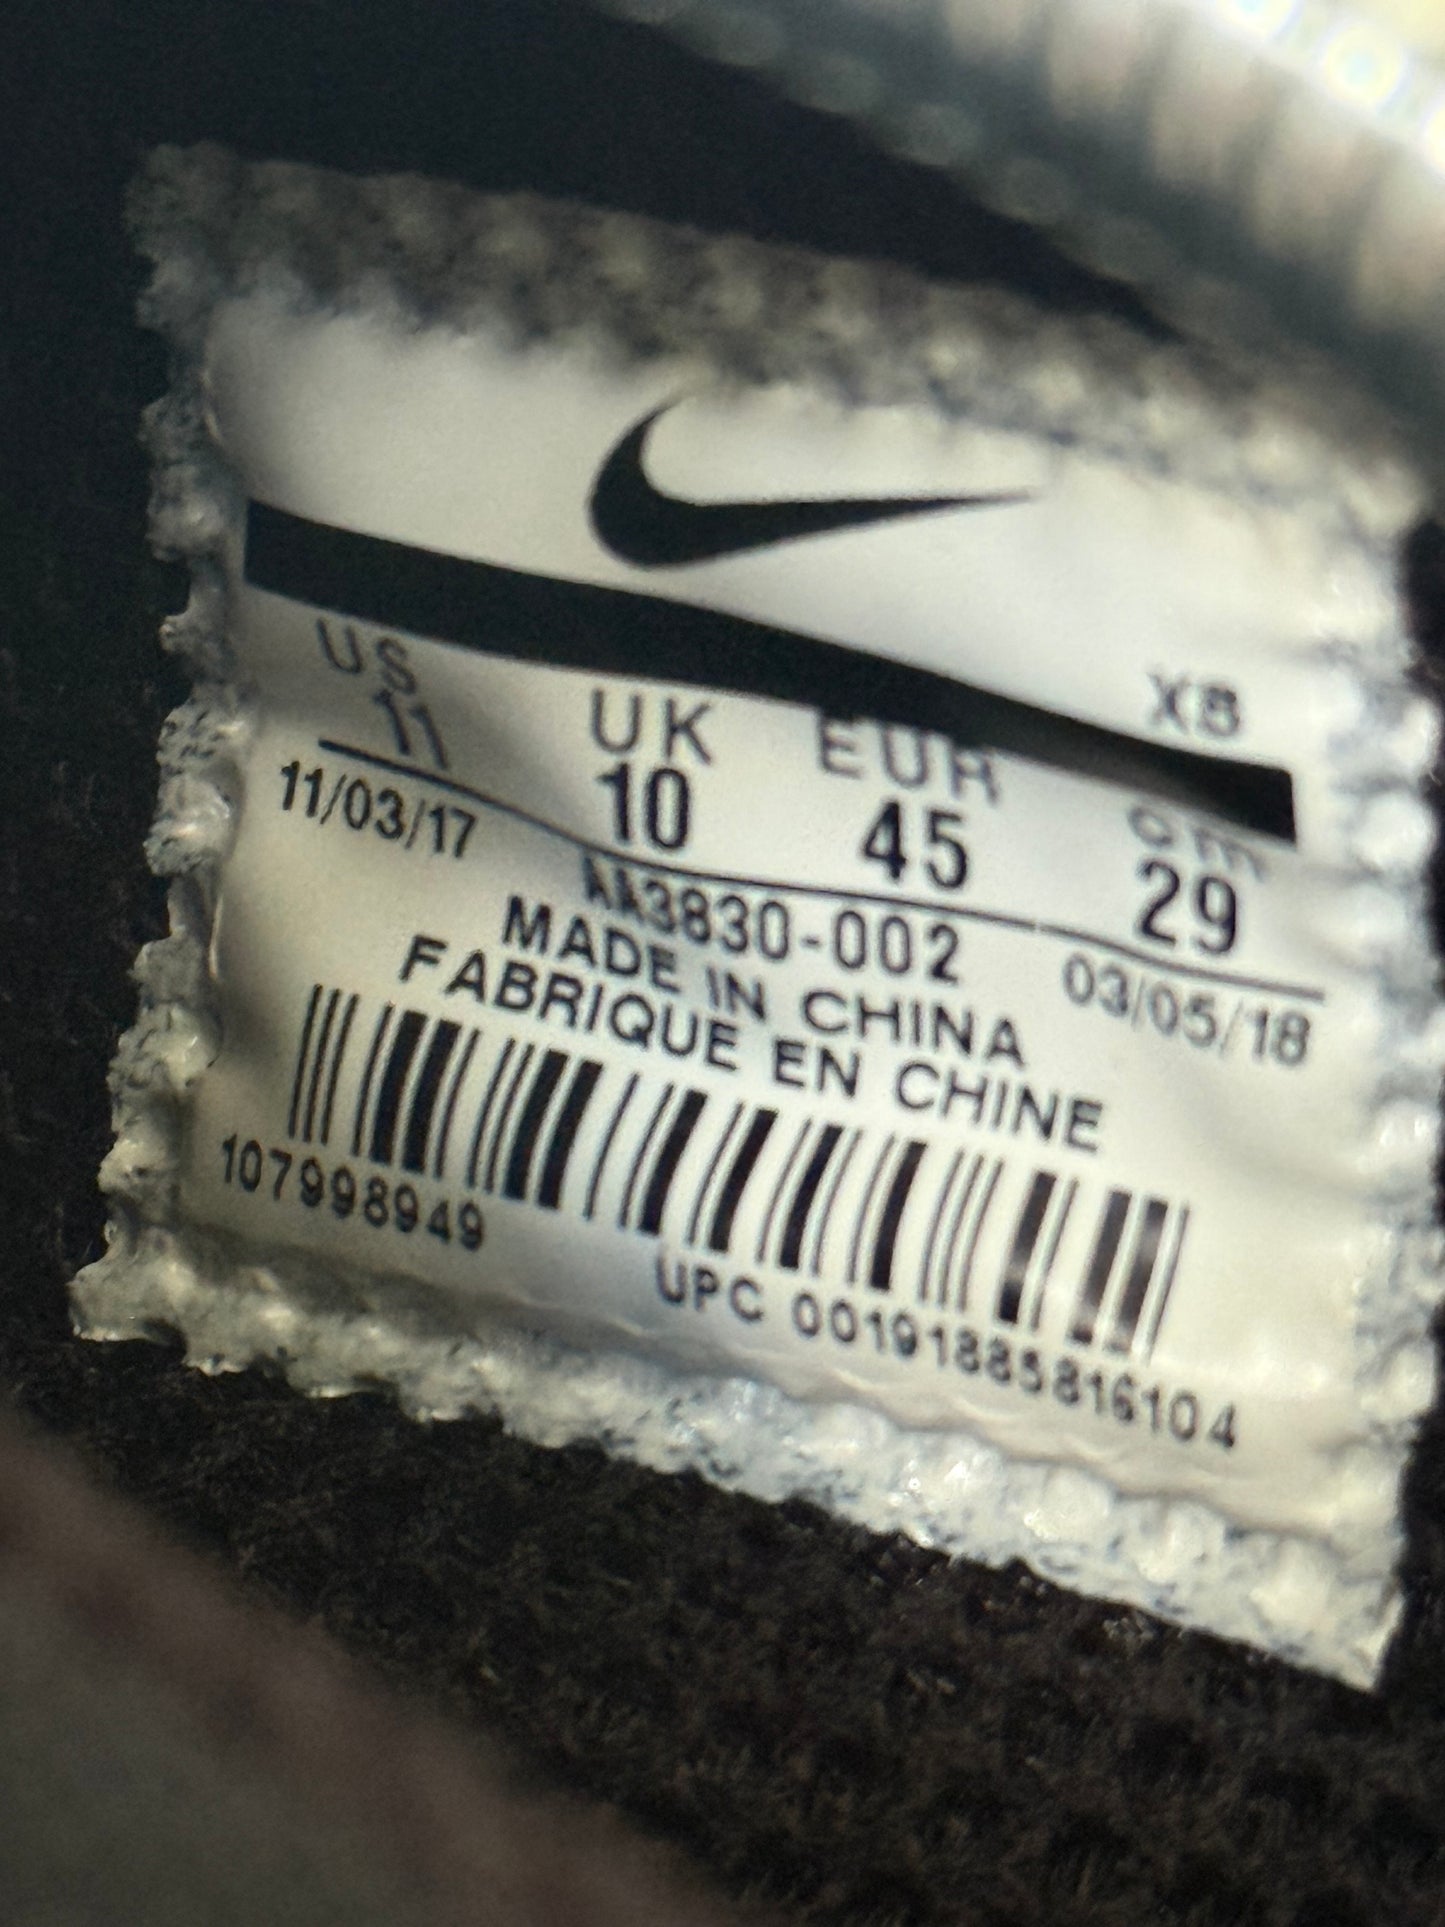 XB
US UK EUR cm
11 10 45 29
11/03/17 AA3830-002 03/05/18
MADE IN CHINA
FABRIQUE EN CHINE
107998949
UPC 00191885816104